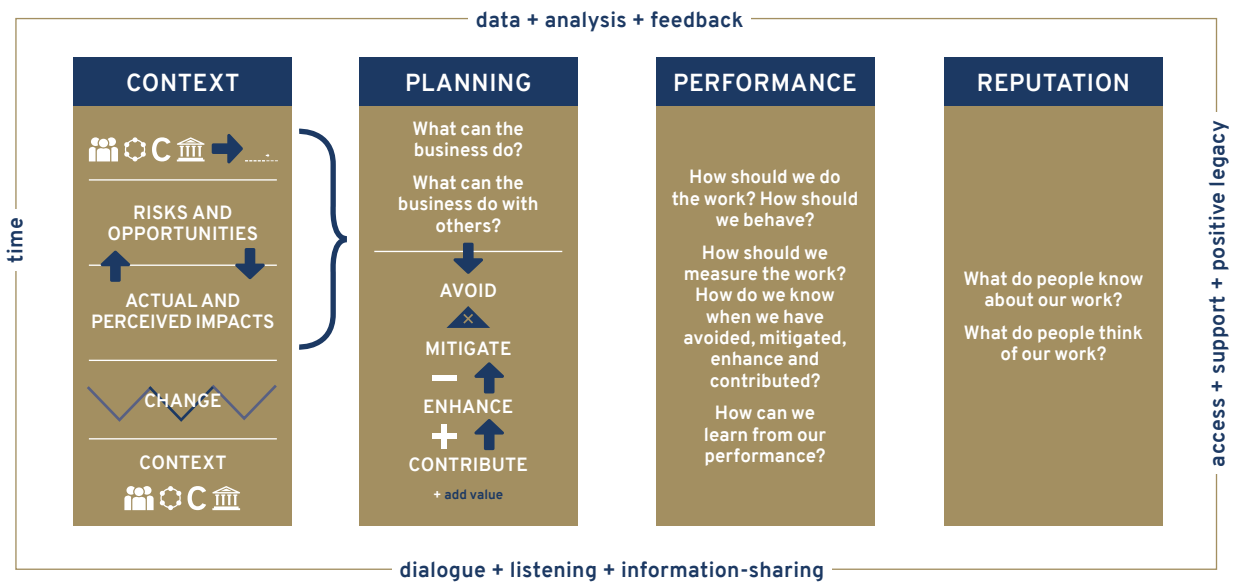 data + analysis + feedback
time
CONTEXT
C
RISKS AND
OPPORTUNITIES
ACTUAL AND
PERCEIVED IMPACTS
CHANGE
CONTEXT
C
PLANNING
What can the
business do?
What can the
business do with
others?
AVOID
MITIGATE
ENHANCE
CONTRIBUTE
+ add value
PERFORMANCE
How should we do
the work? How should
we behave?
How should we
measure the work?
How do we know
when we have
avoided, mitigated,
enhance and
contributed?
How can we
learn from our
performance?
REPUTATION
What do people know
about our work?
What do people think
of our work?
access + support + positive legacy
dialogue + listening + information-sharing